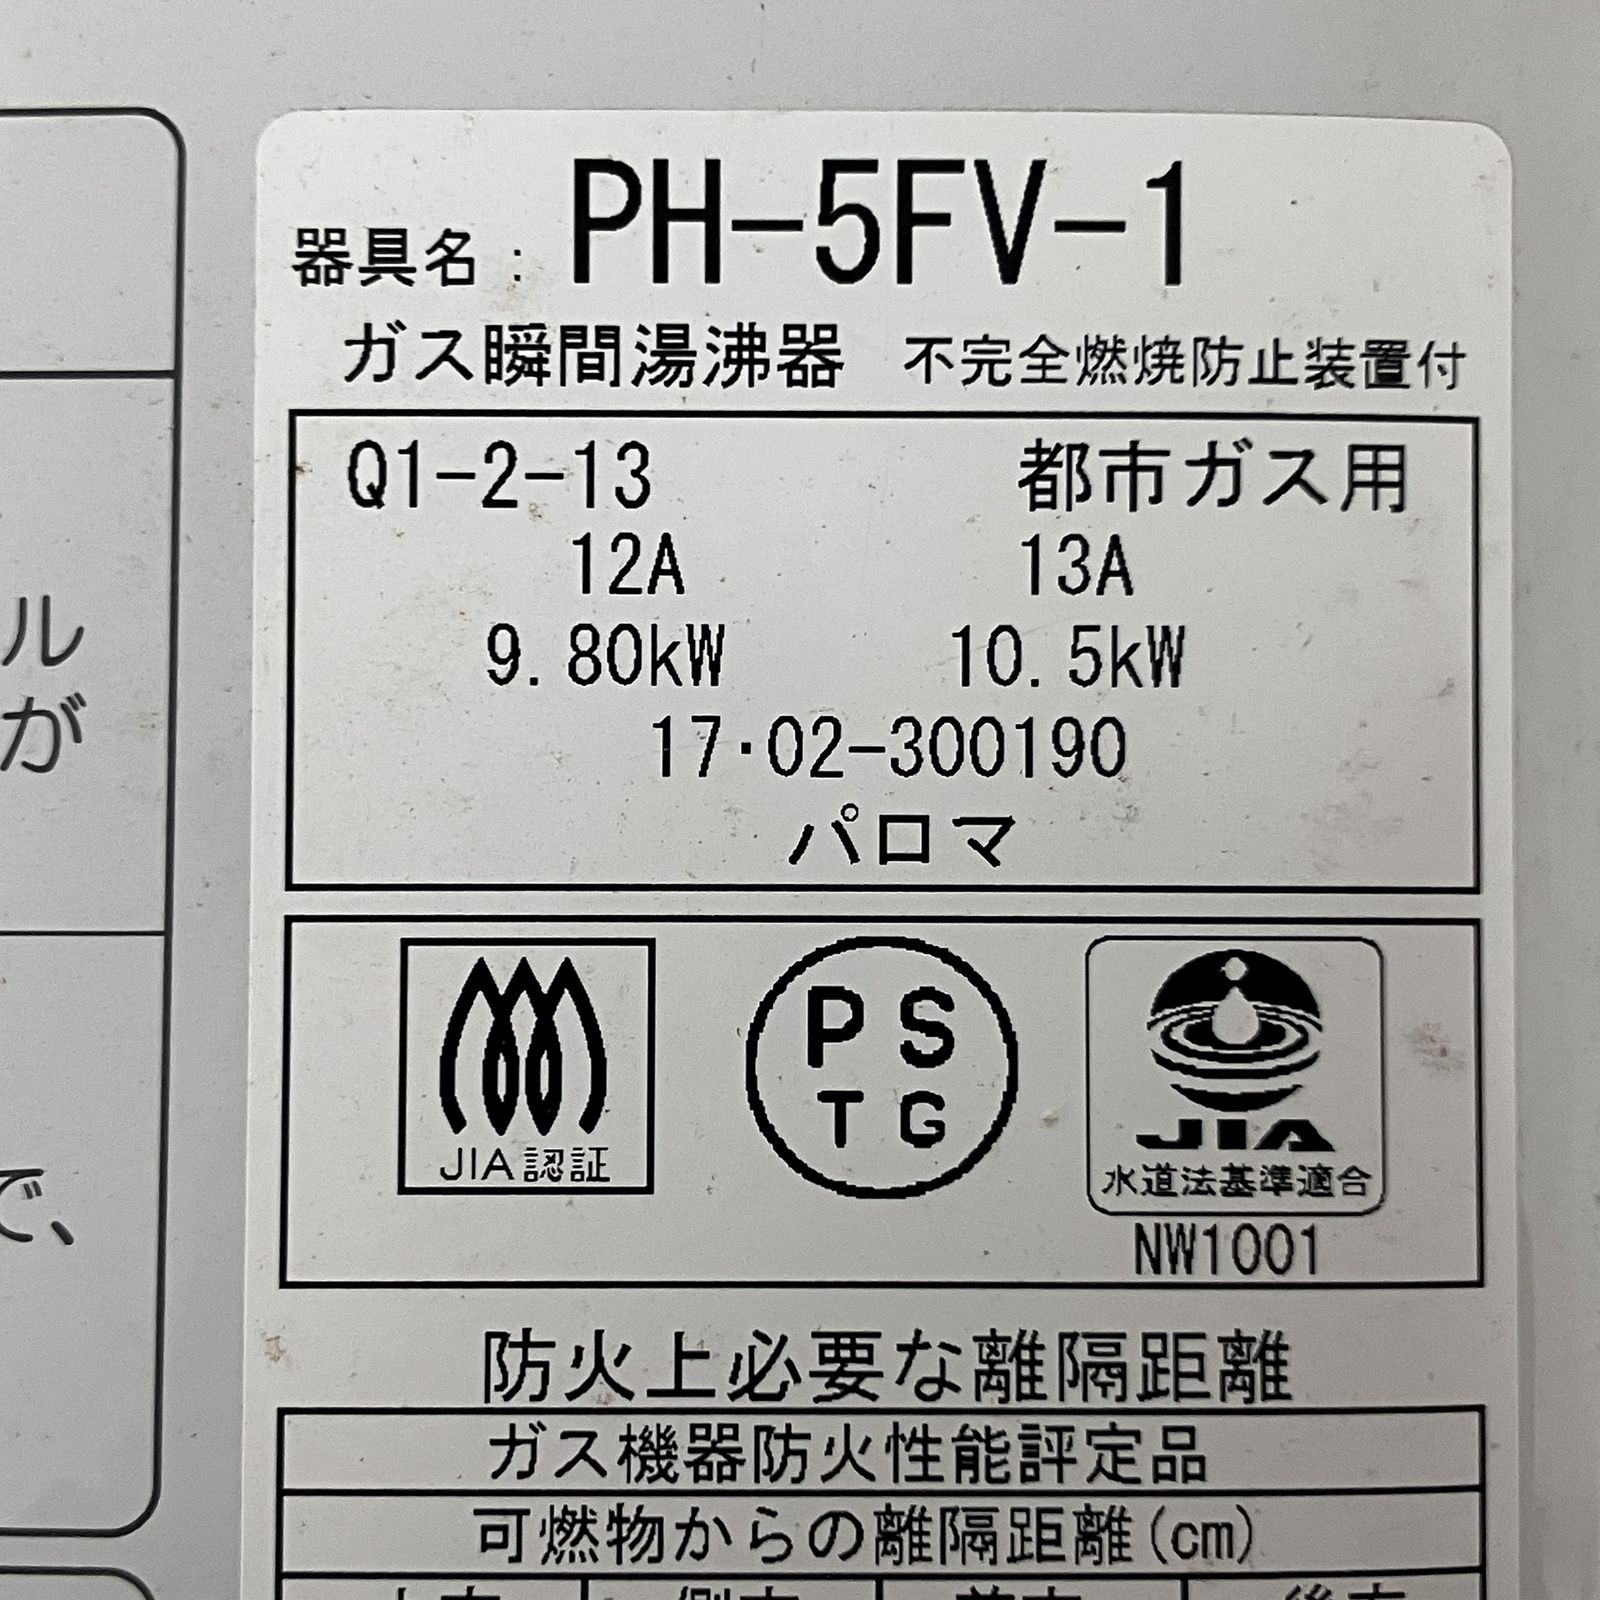 器具名: PH-5FV-1
ガス瞬間湯沸器 不完全燃焼防止装置付
Q1-2-13 都市ガス用
12A 13A
9.80kW 10.5kW
17・02-300190
パロマ
JIA認証
PS
TG
JIA
水道法基準適合
NW1001
防火上必要な離隔距離
ガス機器防火性能評定品
可燃物からの離隔距離(cm)
ル
が
で、